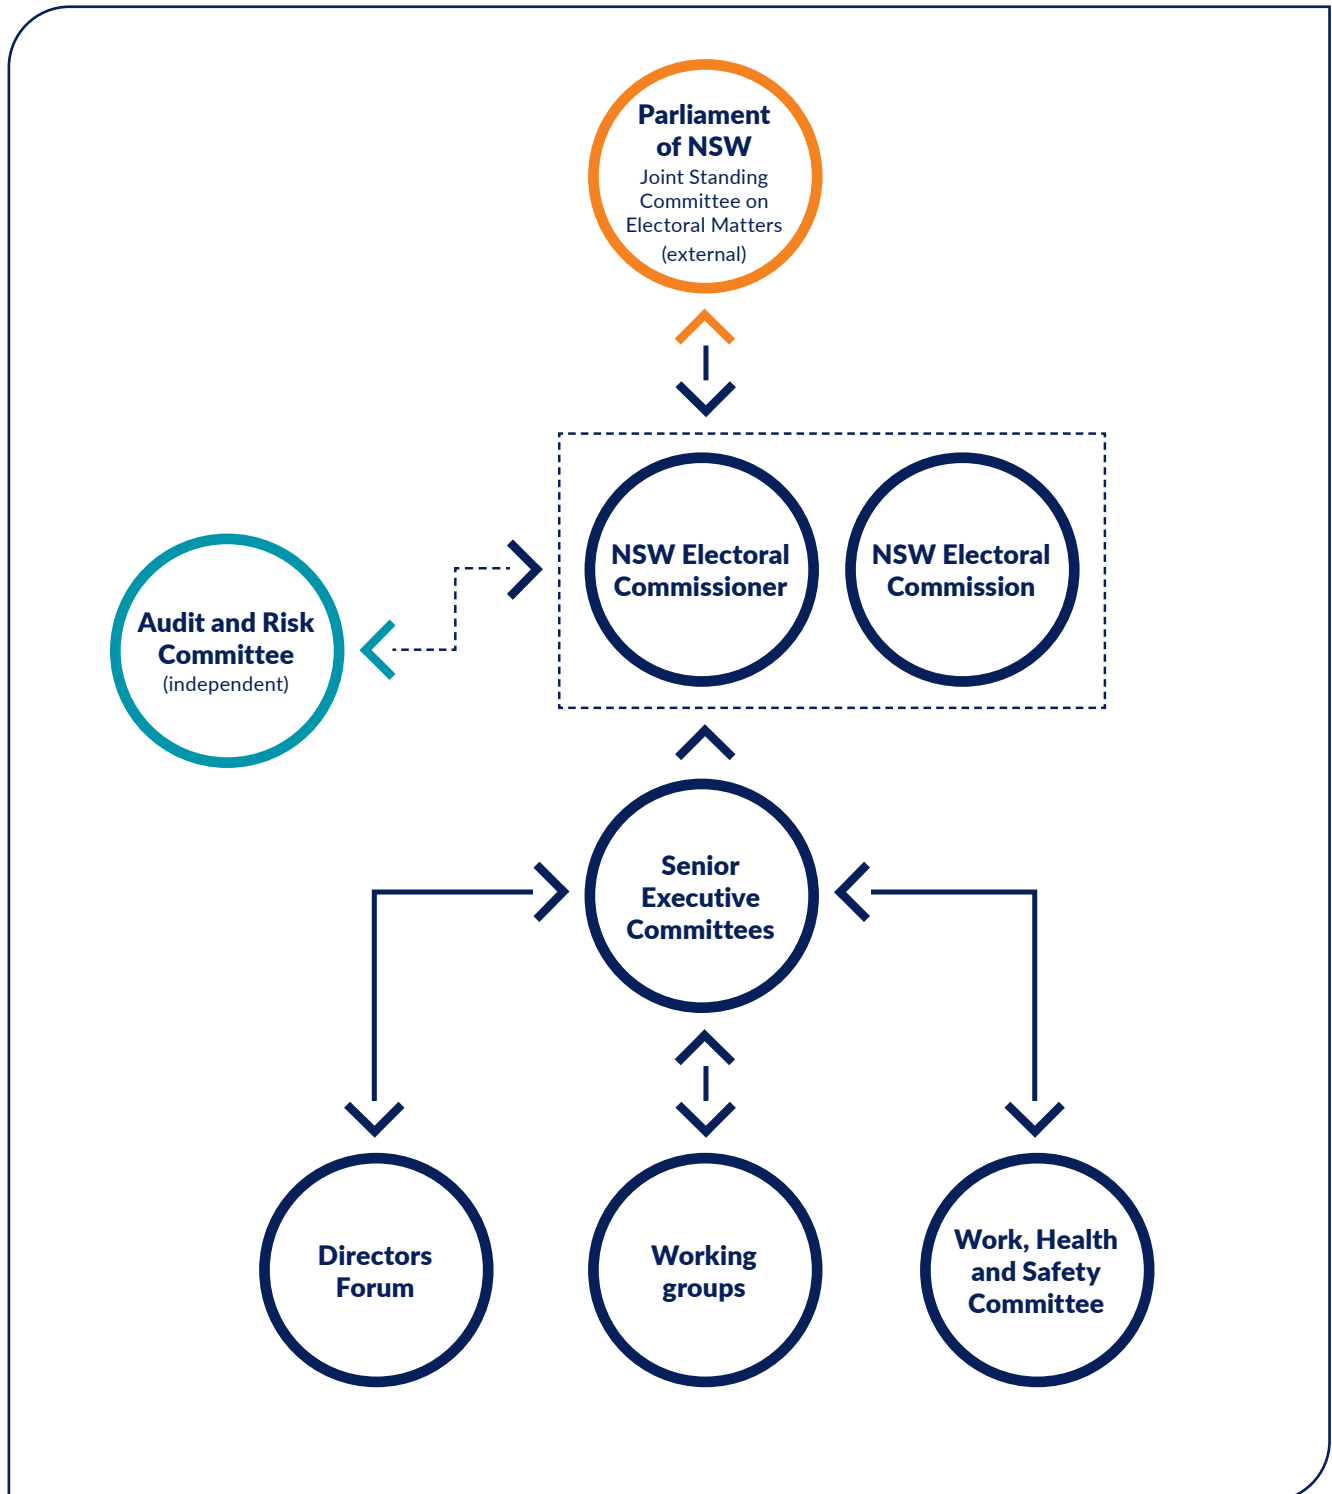 Parliament
of NSW
Joint Standing
Committee on
Electoral Matters
(external)
NSW Electoral
Commissioner
NSW Electoral
Commission
Audit and Risk
Committee
(independent)
Senior
Executive
Committees
Directors
Forum
Working
groups
Work, Health
and Safety
Committee